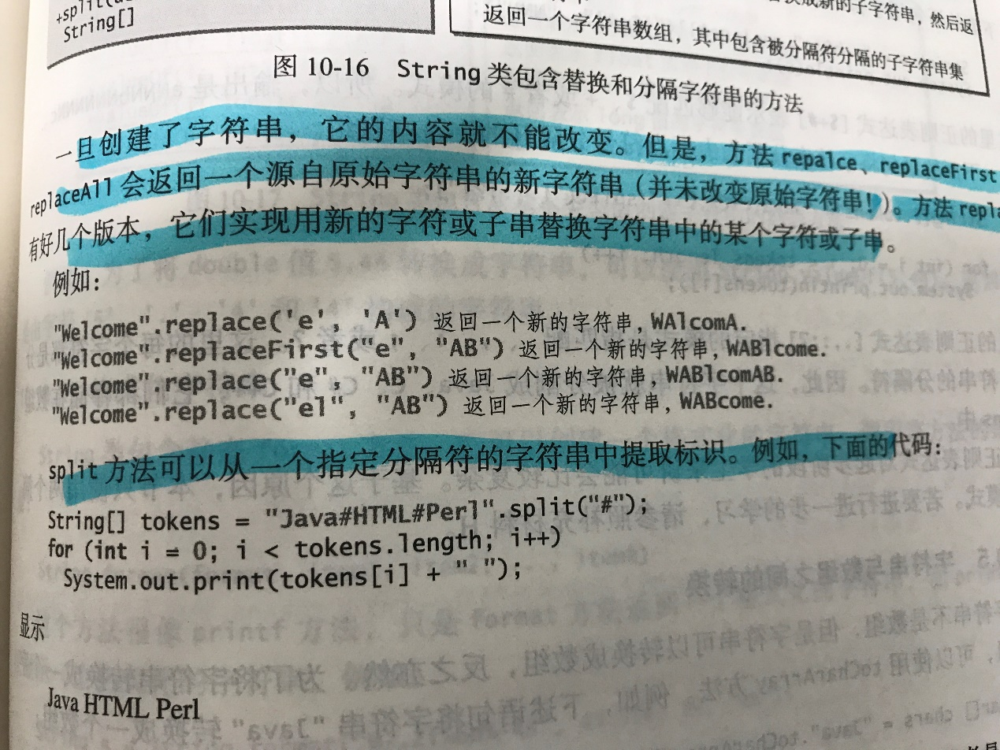 +split(
String[]
成新的子字符串，然后返
返回一个字符串数组，其中包含被分隔符分隔的子字符串集
图 10-16 String 类包含替换和分隔字符串的方法
一旦创建了字符串，它的内容就不能改变。但是，方法 repalce、replaceFirst
replaceAll 会返回一个源自原始字符串的新字符串（并未改变原始字符串！）。方法 repl
有好几个版本，它们实现用新的字符或子串替换字符串中的某个字符或子串。
例如：
"Welcome".replace('e', 'A') 返回一个新的字符串, WAlcomA.
"Welcome".replaceFirst("e", "AB") 返回一个新的字符串, WABlcome.
"Welcome".replace("e", "AB") 返回一个新的字符串, WABlcomAB.
"Welcome".replace("el", "AB") 返回一个新的字符串, WABcome.
split 方法可以从一个指定分隔符的字符串中提取标识。例如，下面的代码：
String[] tokens = "Java#HTML#Perl".split("#");
for (int i = 0; i < tokens.length; i++)
System.out.print(tokens[i] + " ");
显示
Java HTML Perl